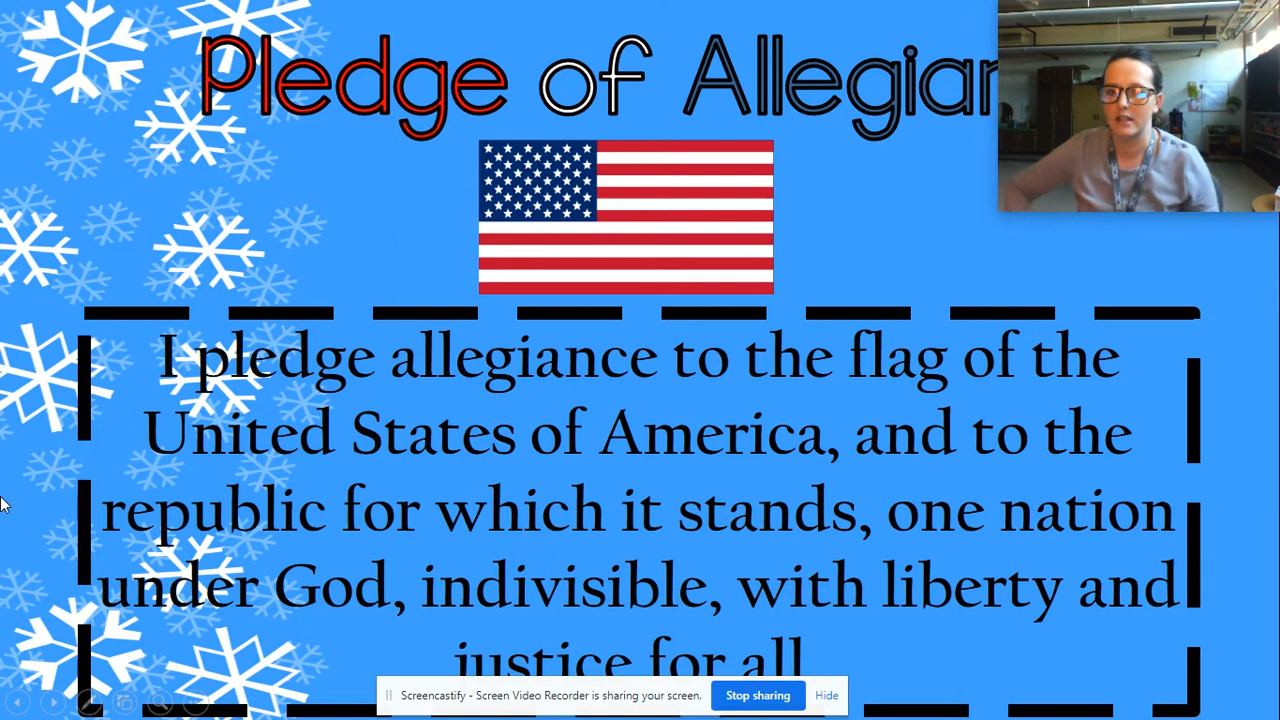 Pledge of Allegian
I pledge allegiance to the flag of the
United States of America, and to the
republic for which it stands, one nation
under God, indivisible, with liberty and
justice for all
Screencastify - Screen Video Recorder is sharing your screen. Stop sharing Hide